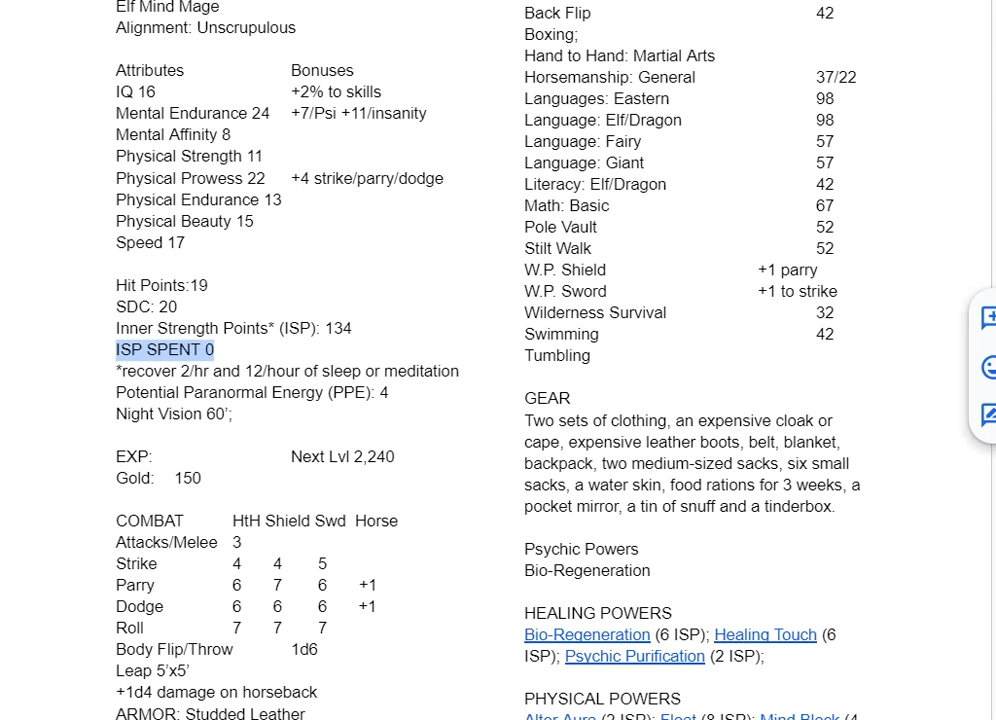 Elf Mind Mage
Alignment: Unscrupulous
Attributes Bonuses
IQ 16 +2% to skills
Mental Endurance 24 +7/Psi +11/insanity
Mental Affinity 8
Physical Strength 11
Physical Prowess 22 +4 strike/parry/dodge
Physical Endurance 13
Physical Beauty 15
Speed 17
Hit Points:19
SDC: 20
Inner Strength Points* (ISP): 134
ISP SPENT 0
*recover 2/hr and 12/hour of sleep or meditation
Potential Paranormal Energy (PPE): 4
Night Vision 60’;
EXP: Next Lvl 2,240
Gold: 150
COMBAT HtH Shield Swd Horse
Attacks/Melee 3
Strike 4 4 5
Parry 6 7 6 +1
Dodge 6 6 6 +1
Roll 7 7 7
Body Flip/Throw 1d6
Leap 5’x5’
+1d4 damage on horseback
ARMOR: Studded Leather
Back Flip 42
Boxing;
Hand to Hand: Martial Arts
Horsemanship: General 37/22
Languages: Eastern 98
Language: Elf/Dragon 98
Language: Fairy 57
Language: Giant 57
Literacy: Elf/Dragon 42
Math: Basic 67
Pole Vault 52
Stilt Walk 52
W.P. Shield +1 parry
W.P. Sword +1 to strike
Wilderness Survival 32
Swimming 42
Tumbling
GEAR
Two sets of clothing, an expensive cloak or
cape, expensive leather boots, belt, blanket,
backpack, two medium-sized sacks, six small
sacks, a water skin, food rations for 3 weeks, a
pocket mirror, a tin of snuff and a tinderbox.
Psychic Powers
Bio-Regeneration
HEALING POWERS
Bio-Regeneration (6 ISP); Healing Touch (6
ISP); Psychic Purification (2 ISP);
PHYSICAL POWERS
Alter Aura (2 ISP); Float (8 ISP); Mind Block (4